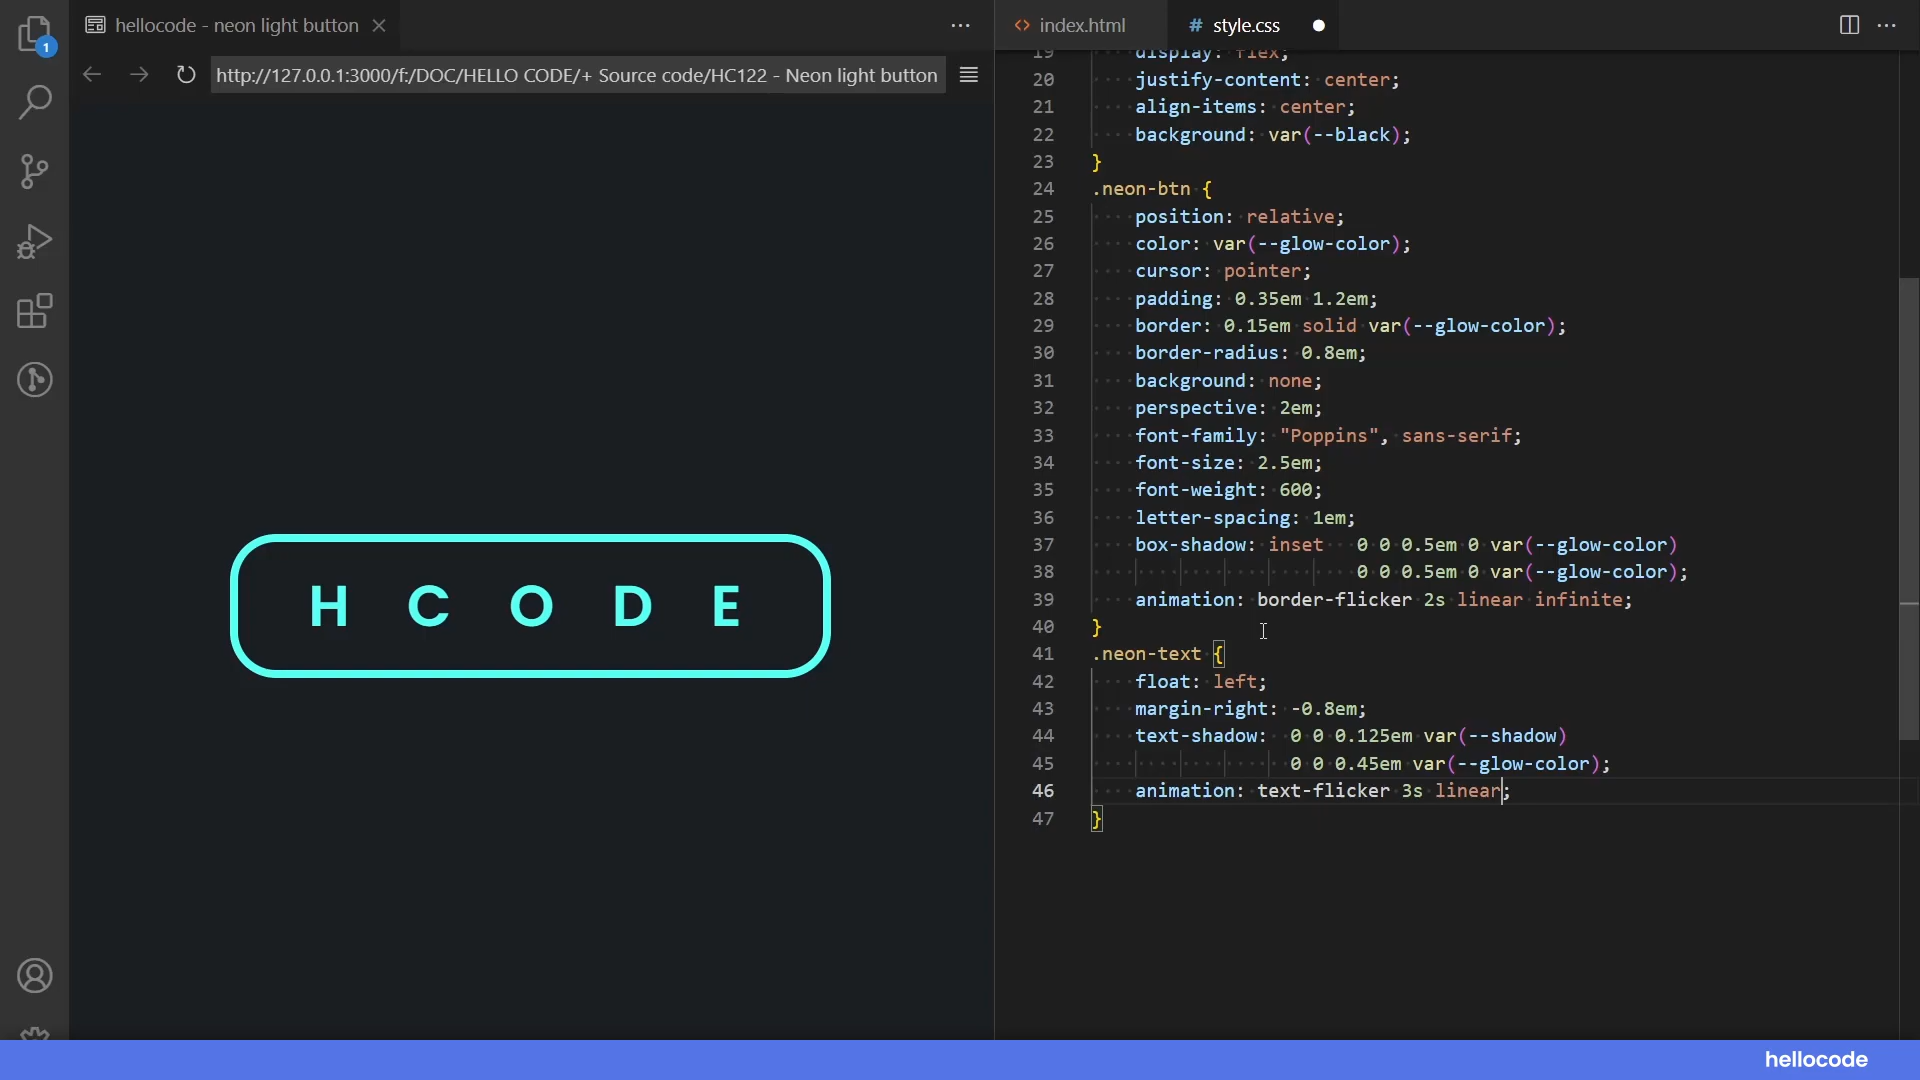 hellocode - neon light button
index.html
style.css
1
http://127.0.0.1:3000/f:/DOC/HELLO CODE/+ Source code/HC122 - Neon light button
H C O D E
19 display: flex;
20 justify-content: center;
21 align-items: center;
22 background: var(--black);
23 }
24 .neon-btn {
25 position: relative;
26 color: var(--glow-color);
27 cursor: pointer;
28 padding: 0.35em 1.2em;
29 border: 0.15em solid var(--glow-color);
30 border-radius: 0.8em;
31 background: none;
32 perspective: 2em;
33 font-family: "Poppins", sans-serif;
34 font-size: 2.5em;
35 font-weight: 600;
36 letter-spacing: 1em;
37 box-shadow: inset 0 0 0.5em 0 var(--glow-color)
38 0 0 0.5em 0 var(--glow-color);
39 animation: border-flicker 2s linear infinite;
40 }
41 .neon-text {
42 float: left;
43 margin-right: -0.8em;
44 text-shadow: 0 0 0.125em var(--shadow)
45 0 0 0.45em var(--glow-color);
46 animation: text-flicker 3s linear;
47 }
hellocode